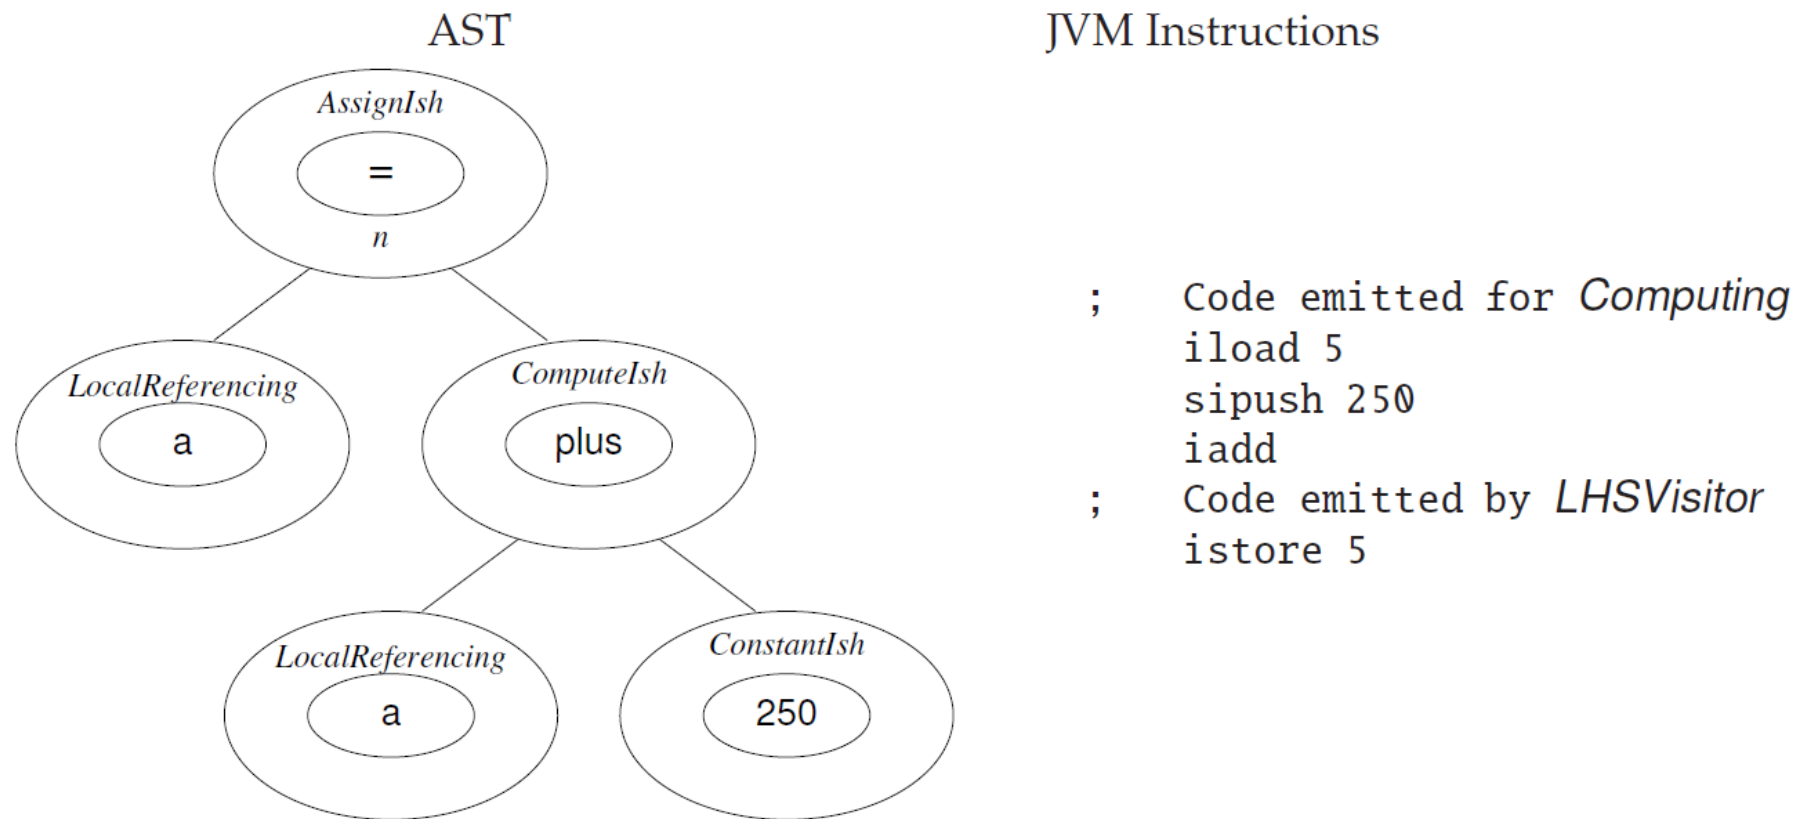 AST
AssignIsh
=
n
LocalReferencing
a
ComputeIsh
plus
LocalReferencing
a
ConstantIsh
250
JVM Instructions
; Code emitted for Computing
iload 5
sipush 250
iadd
; Code emitted by LHSVisitor
istore 5